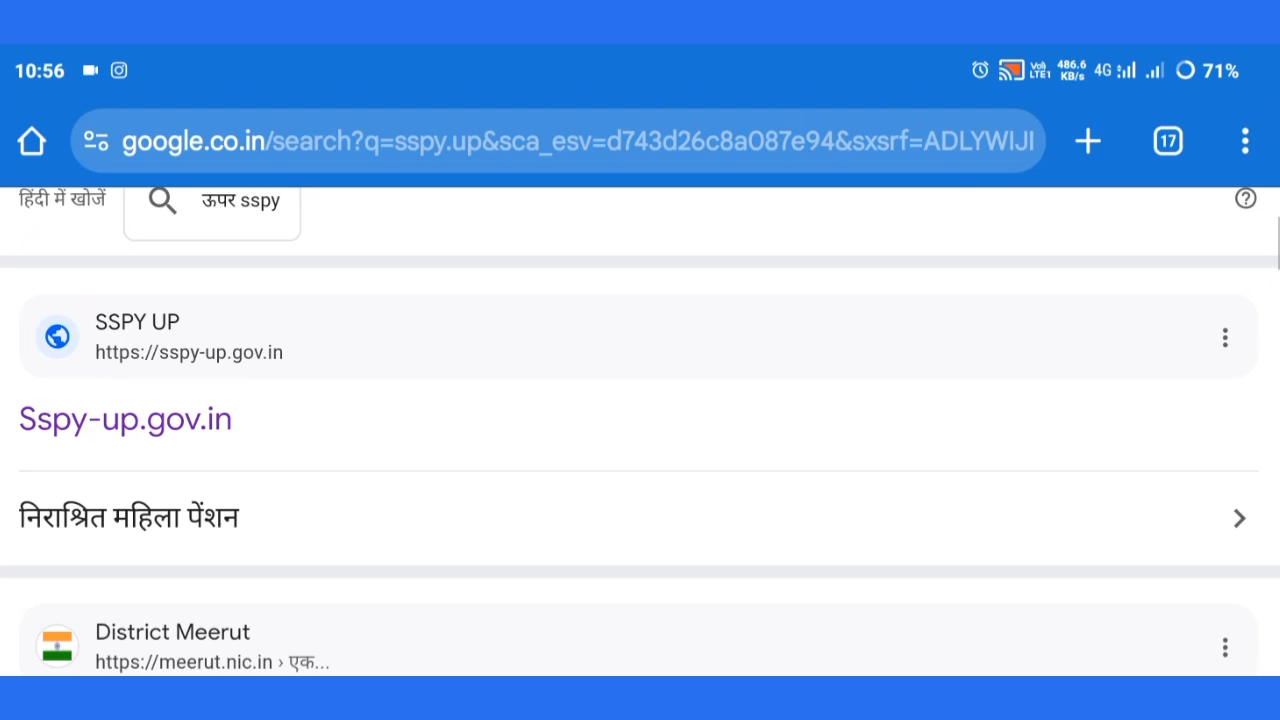 10:56
Vo)) LTE1 486.6 KB/s 4G 71%
google.co.in/search?q=sspy.up&sca_esv=d743d26c8a087e94&sxsrf=ADLYWIJI
17
हिंदी में खोजें ऊपर sspy
SSPY UP
https://sspy-up.gov.in
Sspy-up.gov.in
निराश्रित महिला पेंशन
District Meerut
https://meerut.nic.in › एक...